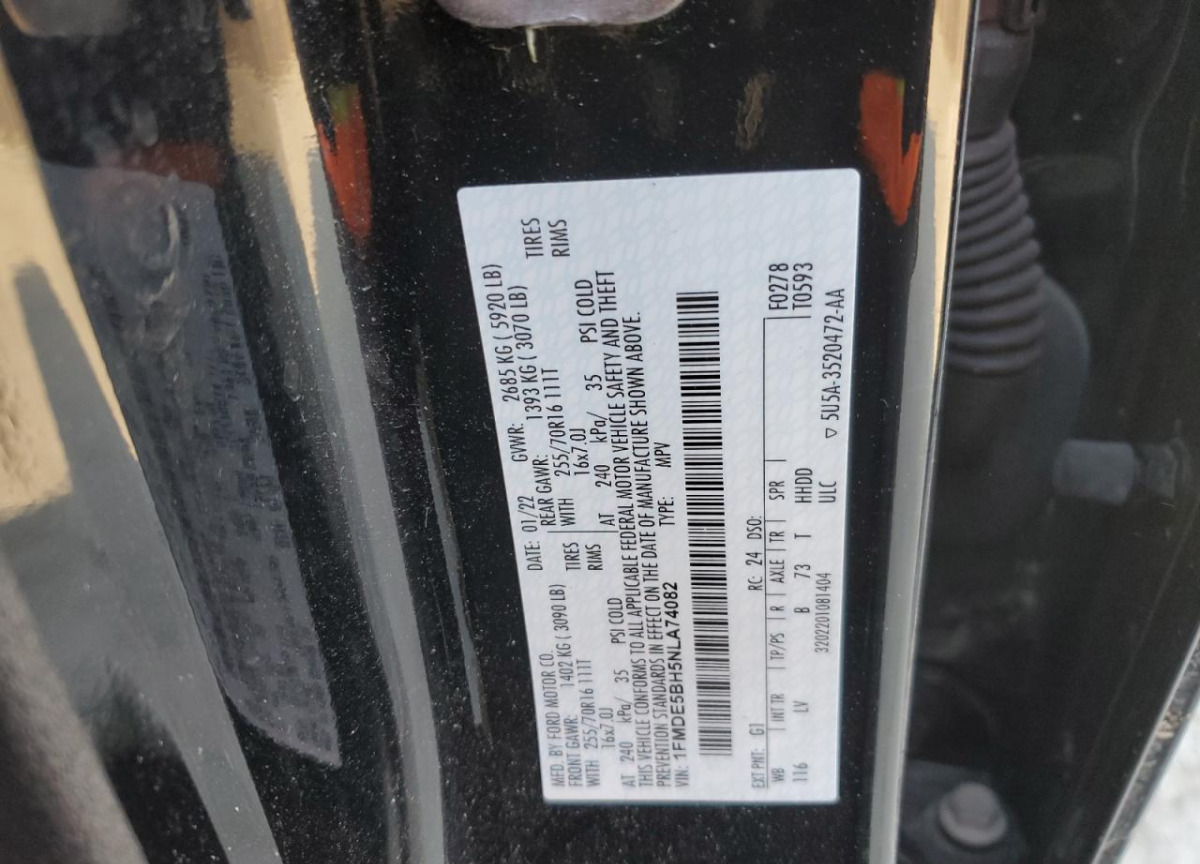 MFD. BY FORD MOTOR CO. DATE: 01/22 GVWR: 2685 KG ( 5920 LB)
FRONT GAWR: 1402 KG ( 3090 LB) REAR GAWR: 1393 KG ( 3070 LB)
WITH 255/70R16 111T TIRES WITH 255/70R16 111T TIRES
16x7.0J RIMS 16x7.0J RIMS
AT 240 kPa/ 35 PSI COLD AT 240 kPa/ 35 PSI COLD
THIS VEHICLE CONFORMS TO ALL APPLICABLE FEDERAL MOTOR VEHICLE SAFETY AND THEFT
PREVENTION STANDARDS IN EFFECT ON THE DATE OF MANUFACTURE SHOWN ABOVE.
VIN: 1FMDE5BH5NLA74082 TYPE: MPV
EXT PNT: G1 RC: 24 DSO: F0278
WB INT TR TP/PS R AXLE TR SPR T0593
116 LV B 73 T HHDD
3202201081404 ULC ▽ 5U5A-3520472-AA